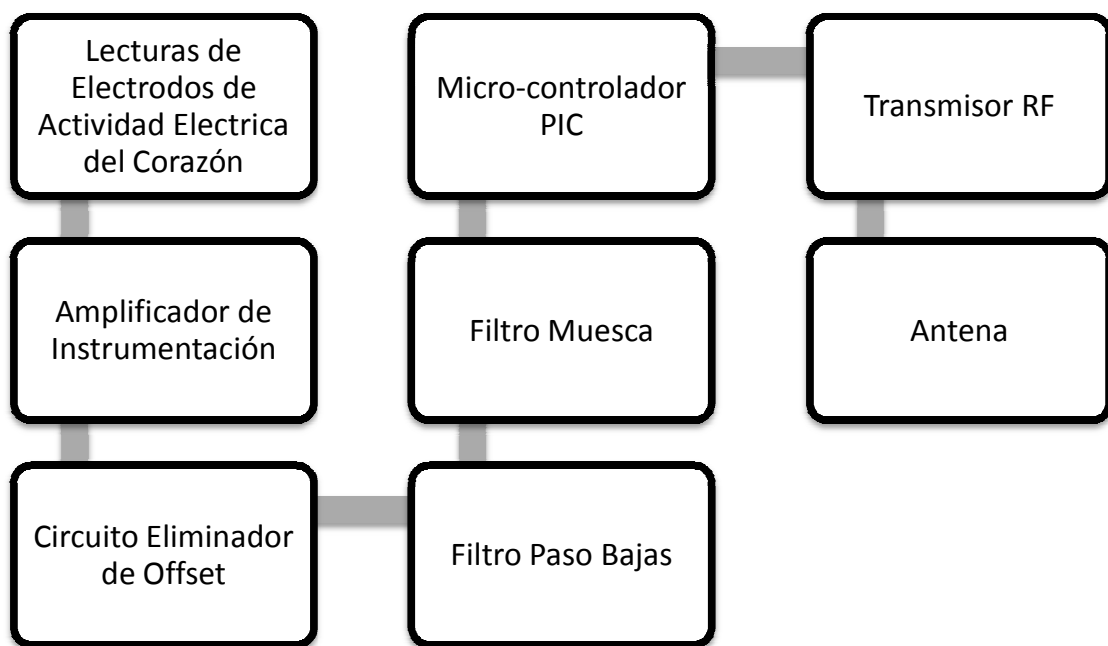 Lecturas de
Electrodos de
Actividad Electrica
del Corazón
Amplificador de
Instrumentación
Circuito Eliminador
de Offset
Filtro Paso Bajas
Filtro Muesca
Micro-controlador
PIC
Transmisor RF
Antena